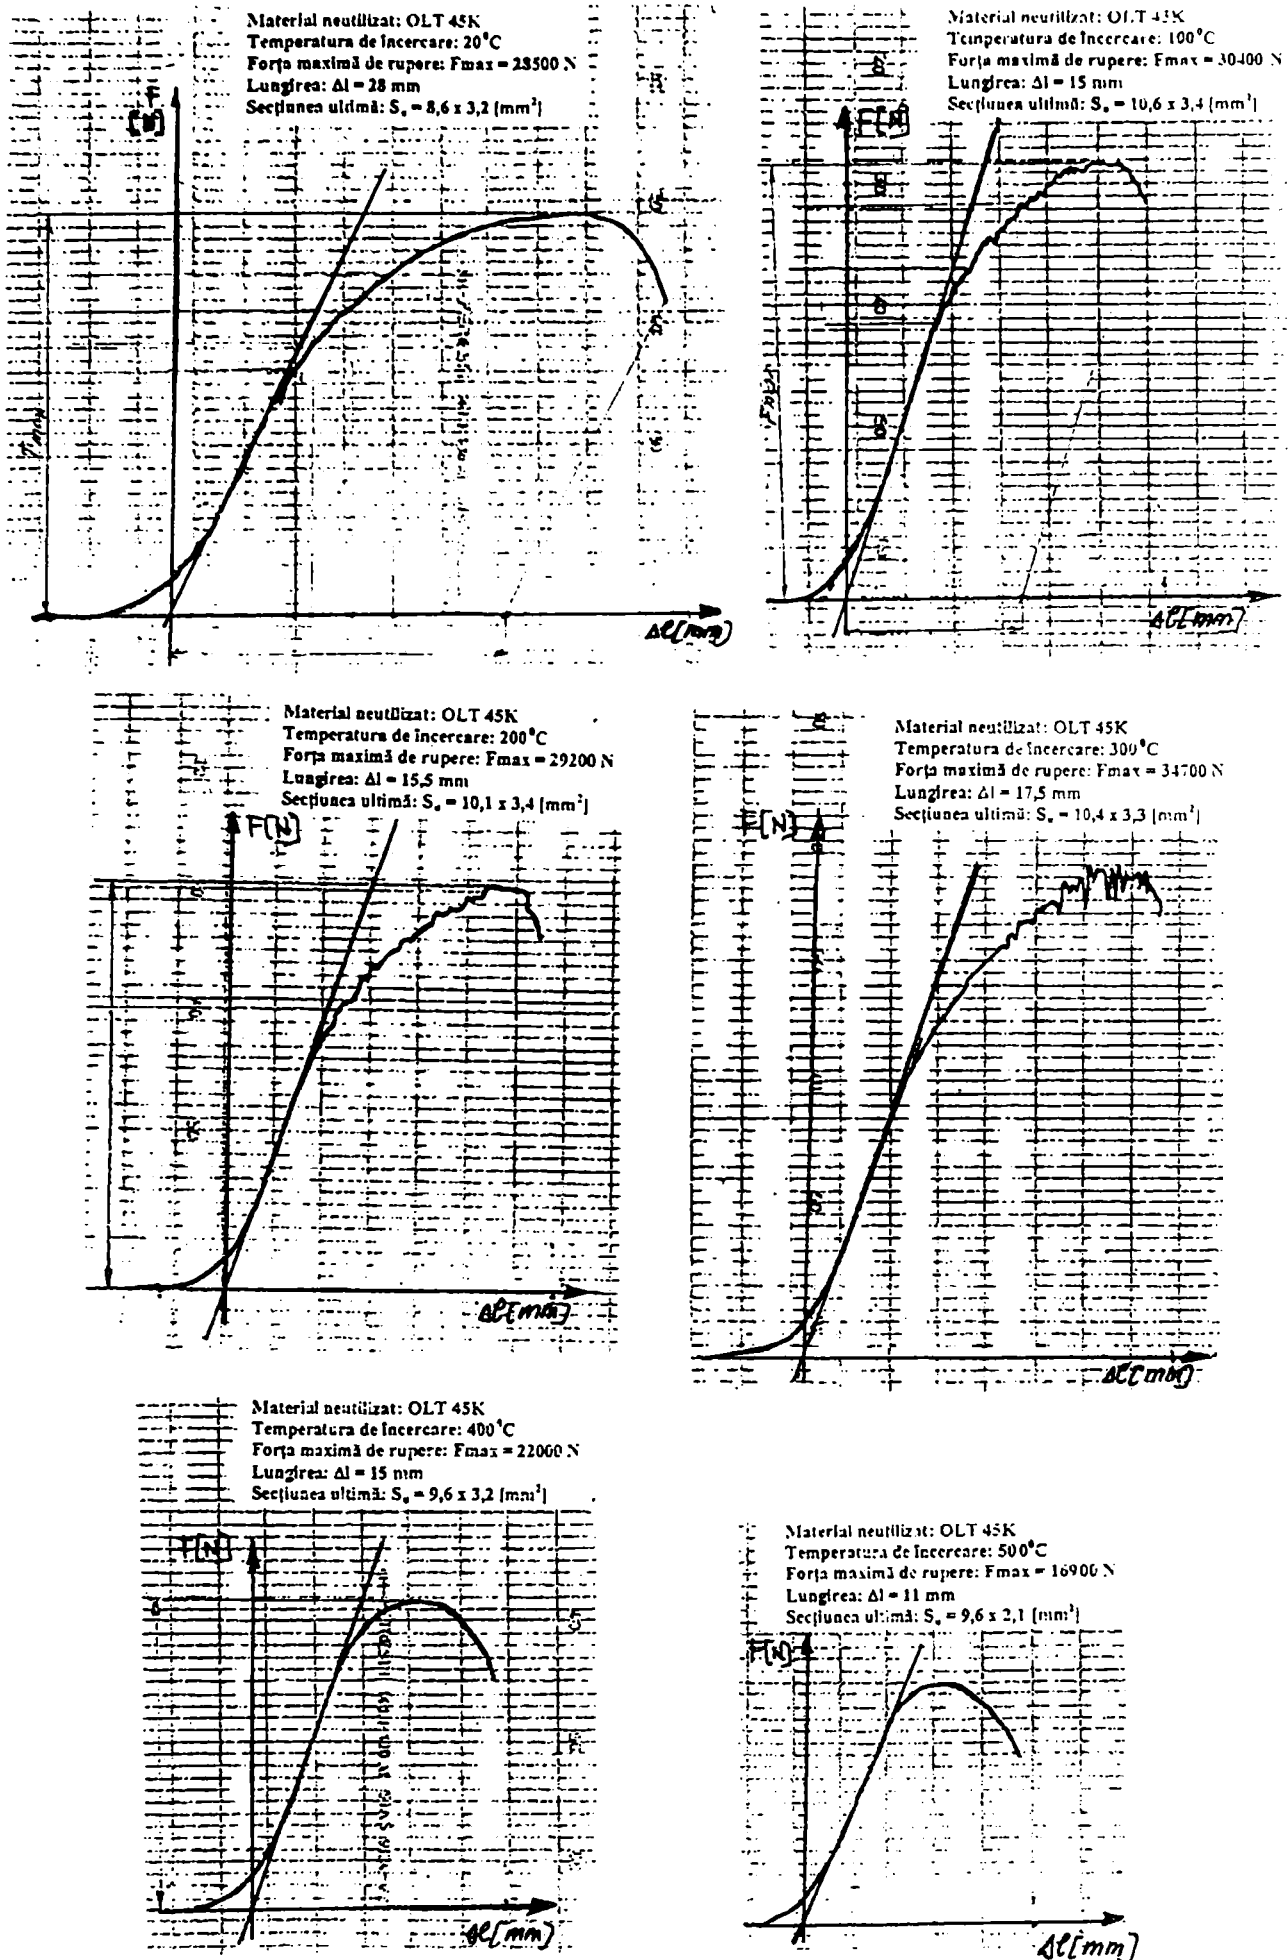 Material neutilizat: OLT 45K
Temperatura de încercare: 20°C
Forța maximă de rupere: Fmax = 28500 N
Lungirea: Δl = 28 mm
Secțiunea ultimă: Sᵤ = 8,6 x 3,2 [mm²]
Fmax
Δl[mm]
Material neutilizat: OLT 45K
Temperatura de încercare: 100°C
Forța maximă de rupere: Fmax = 30400 N
Lungirea: Δl = 15 mm
Secțiunea ultimă: Sᵤ = 10,6 x 3,4 [mm²]
F[N]
Fmax
Δl[mm]
Material neutilizat: OLT 45K
Temperatura de încercare: 200°C
Forța maximă de rupere: Fmax = 29200 N
Lungirea: Δl = 15,5 mm
Secțiunea ultimă: Sᵤ = 10,1 x 3,4 [mm²]
F[N]
Δl[mm]
Material neutilizat: OLT 45K
Temperatura de încercare: 300°C
Forța maximă de rupere: Fmax = 34700 N
Lungirea: Δl = 17,5 mm
Secțiunea ultimă: Sᵤ = 10,4 x 3,3 [mm²]
F[N]
Δl[mm]
Material neutilizat: OLT 45K
Temperatura de încercare: 400°C
Forța maximă de rupere: Fmax = 22000 N
Lungirea: Δl = 15 mm
Secțiunea ultimă: Sᵤ = 9,6 x 3,2 [mm²]
F[N]
Δl[mm]
Material neutilizat: OLT 45K
Temperatura de încercare: 500°C
Forța maximă de rupere: Fmax = 16900 N
Lungirea: Δl = 11 mm
Secțiunea ultimă: Sᵤ = 9,6 x 2,1 [mm²]
F[N]
Δl[mm]